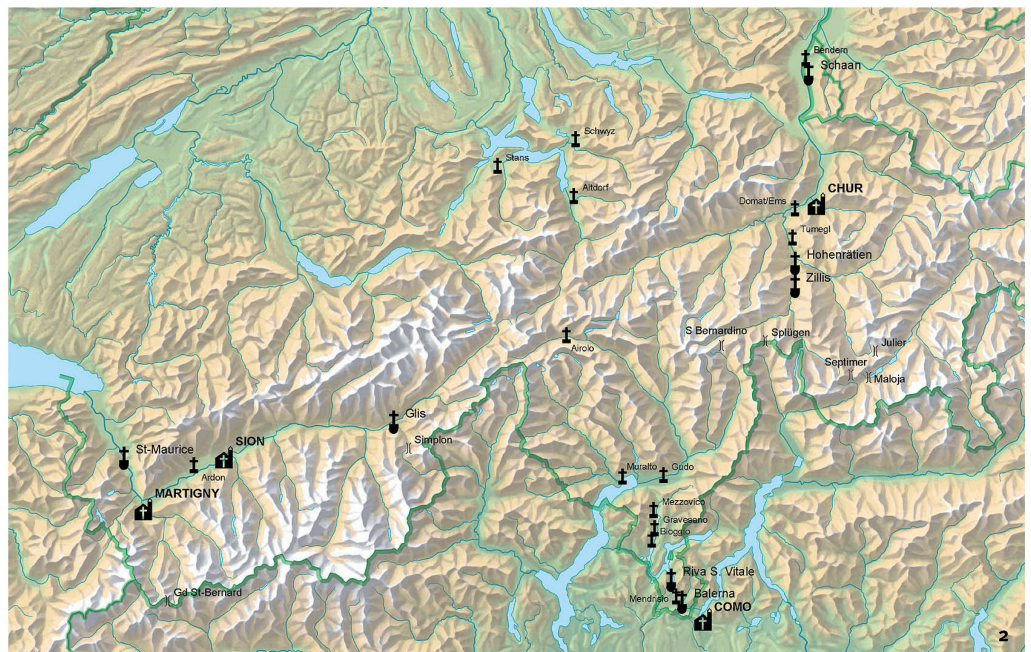 Bendern
Schaan
Schwyz
Stans
Altdorf
CHUR
Domat/Ems
Tumegl
Hohenrätien
Zillis
S Bernardino
Splügen
Airolo
Julier
Septimer
Maloja
Glis
Simplon
St-Maurice
SION
Ardon
MARTIGNY
Muralto
Gudo
Mezzovico
Gravesano
Bioggio
Riva S. Vitale
Gd St-Bernard
Mendrisio
Balerna
COMO
2